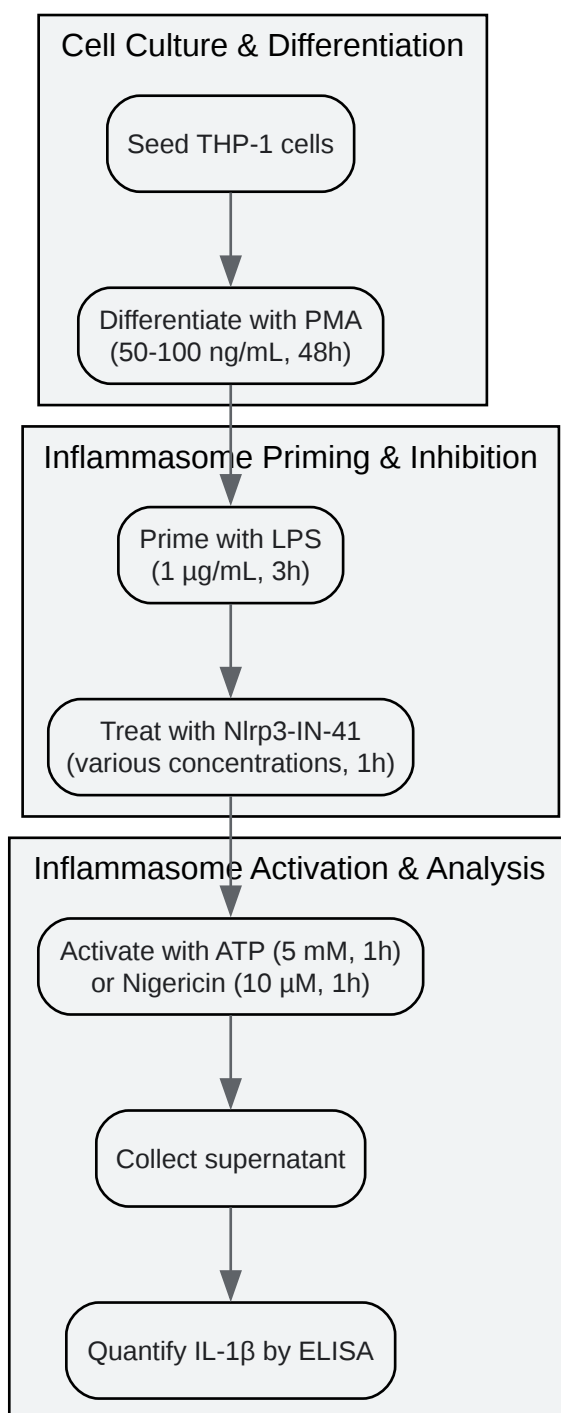 Cell Culture & Differentiation
Seed THP-1 cells
Differentiate with PMA
(50-100 ng/mL, 48h)
Inflammasome Priming & Inhibition
Prime with LPS
(1 µg/mL, 3h)
Treat with Nlrp3-IN-41
(various concentrations, 1h)
Inflammasome Activation & Analysis
Activate with ATP (5 mM, 1h)
or Nigericin (10 µM, 1h)
Collect supernatant
Quantify IL-1β by ELISA